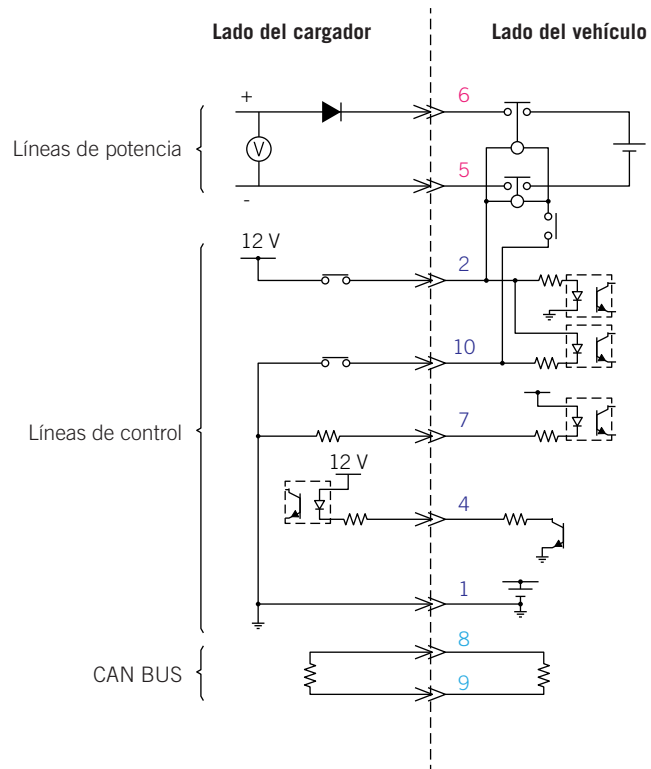 Lado del cargador
Lado del vehículo
+
6
V
Líneas de potencia
5
-
12 V
2
10
7
Líneas de control
12 V
4
1
8
CAN BUS
9